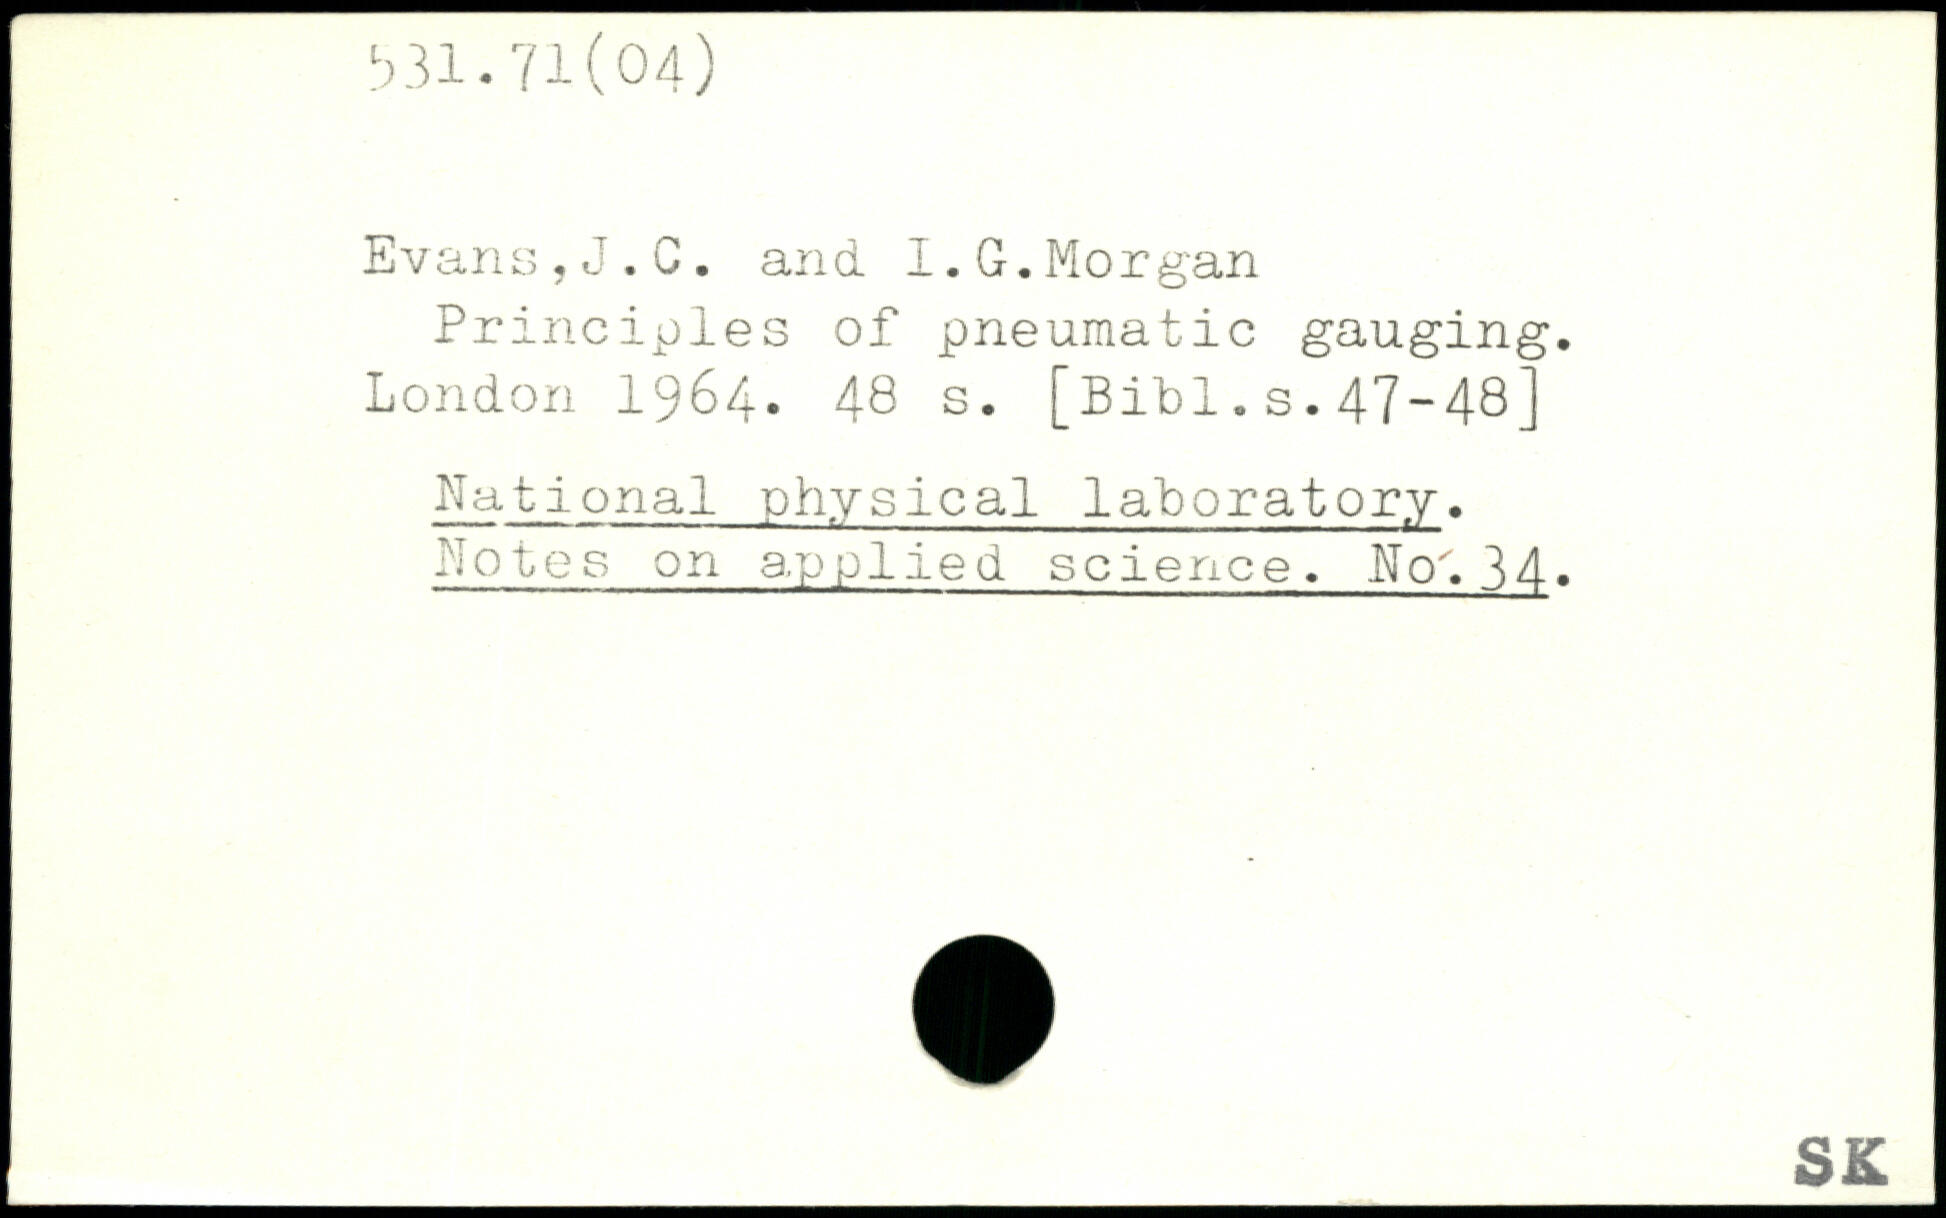 531.71(04)
Evans,J.C. and I.G.Morgan
Principles of pneumatic gauging.
London 1964. 48 s. [Bibl.s.47-48]
National physical laboratory.
Notes on applied science. No.34.
SK